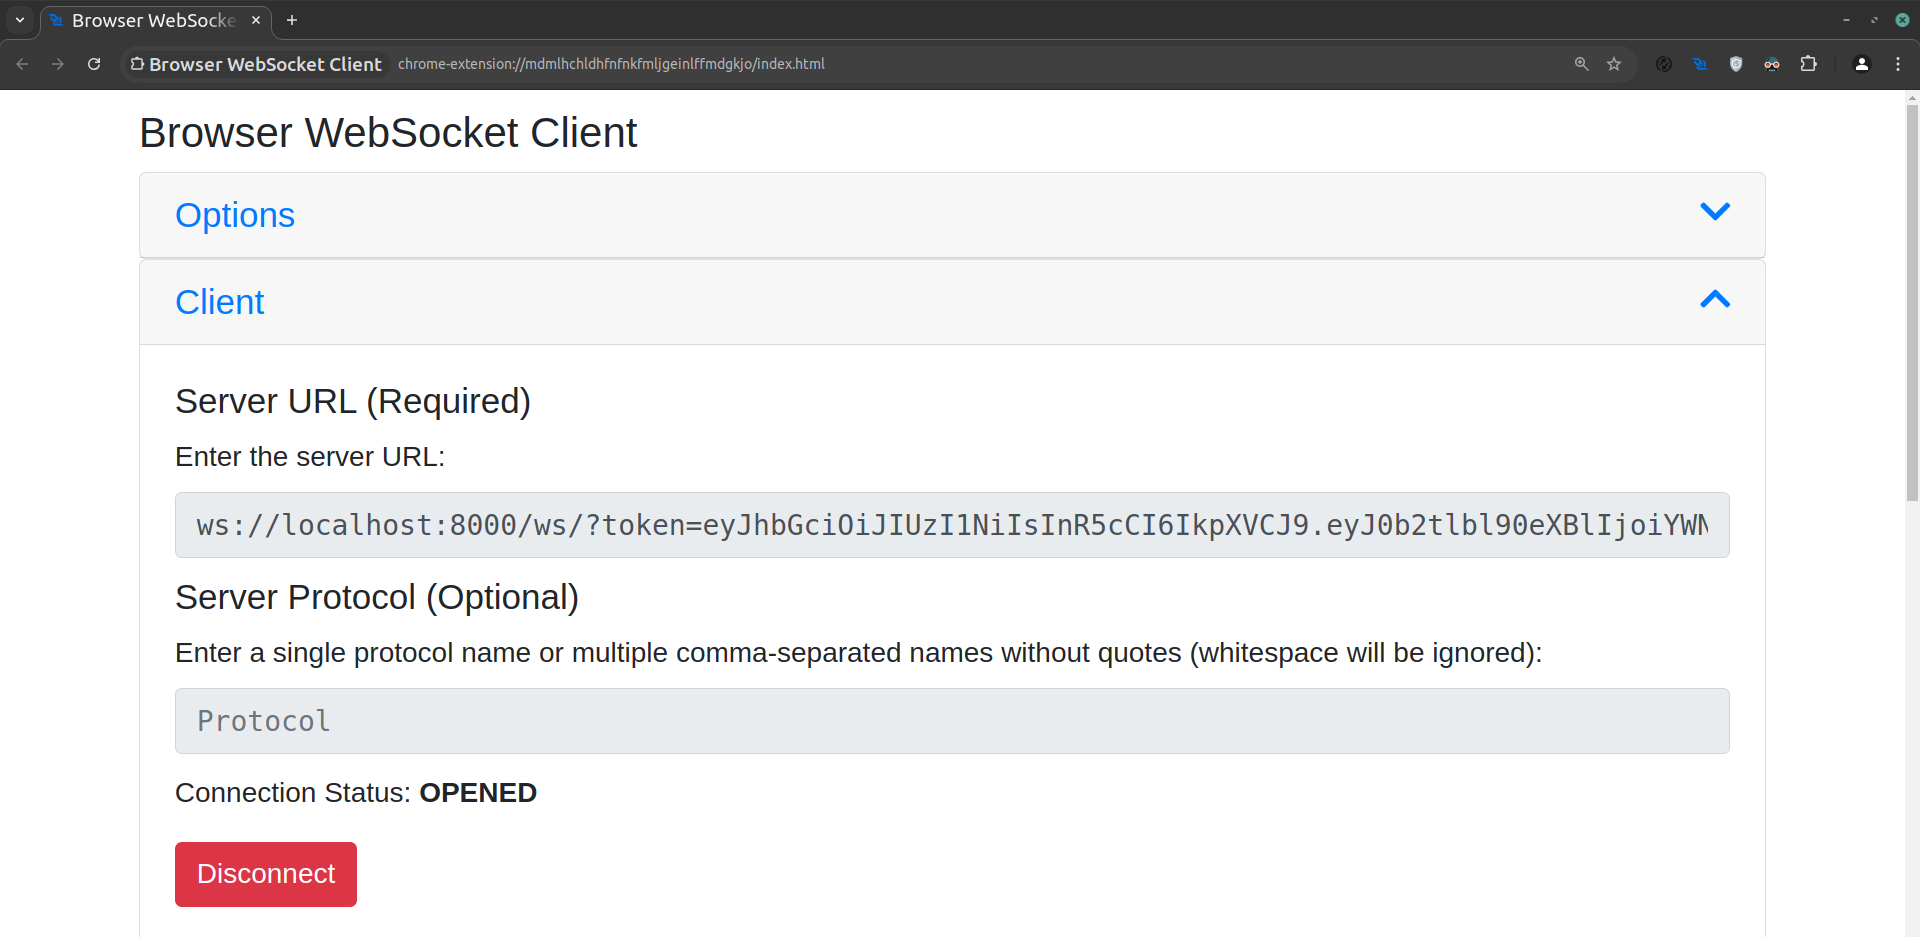 Browser WebSocke
Browser WebSocket Client chrome-extension://mdmlhchldhfnfnkfmljgeinlffmdgkjo/index.html
Browser WebSocket Client
Options
Client
Server URL (Required)
Enter the server URL:
ws://localhost:8000/ws/?token=eyJhbGciOiJIUzI1NiIsInR5cCI6IkpXVCJ9.eyJ0b2tlbl90eXBlIjoiYWN
Server Protocol (Optional)
Enter a single protocol name or multiple comma-separated names without quotes (whitespace will be ignored):
Protocol
Connection Status: OPENED
Disconnect